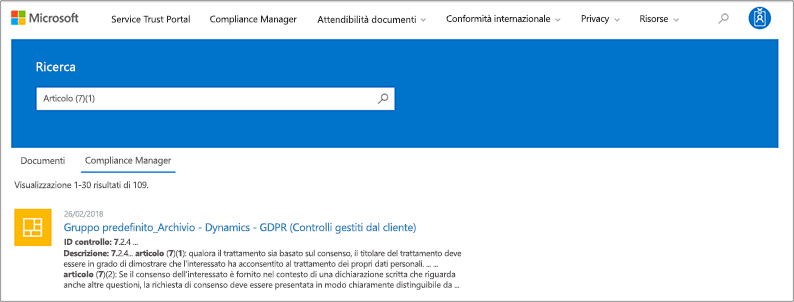 Microsoft Service Trust Portal Compliance Manager Attendibilità documenti Conformità internazionale Privacy Risorse
Ricerca
Articolo (7)(1)
Documenti Compliance Manager
Visualizzazione 1-30 risultati di 109.
26/02/2018
Gruppo predefinito_Archivio - Dynamics - GDPR (Controlli gestiti dal cliente)
ID controllo: 7.2.4 ...
Descrizione: 7.2.4... articolo (7)(1): qualora il trattamento sia basato sul consenso, il titolare del trattamento deve
essere in grado di dimostrare che l'interessato ha acconsentito al trattamento dei propri dati personali. ... ...
articolo (7)(2): Se il consenso dell'interessato è fornito nel contesto di una dichiarazione scritta che riguarda
anche altre questioni, la richiesta di consenso deve essere presentata in modo chiaramente distinguibile da ...